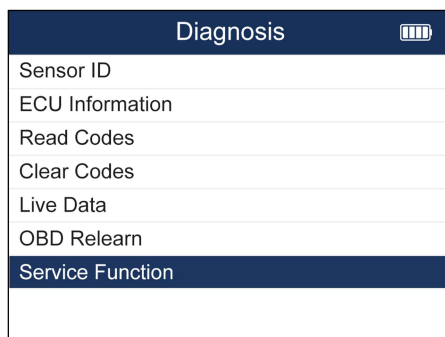 Diagnosis
Sensor ID
ECU Information
Read Codes
Clear Codes
Live Data
OBD Relearn
Service Function